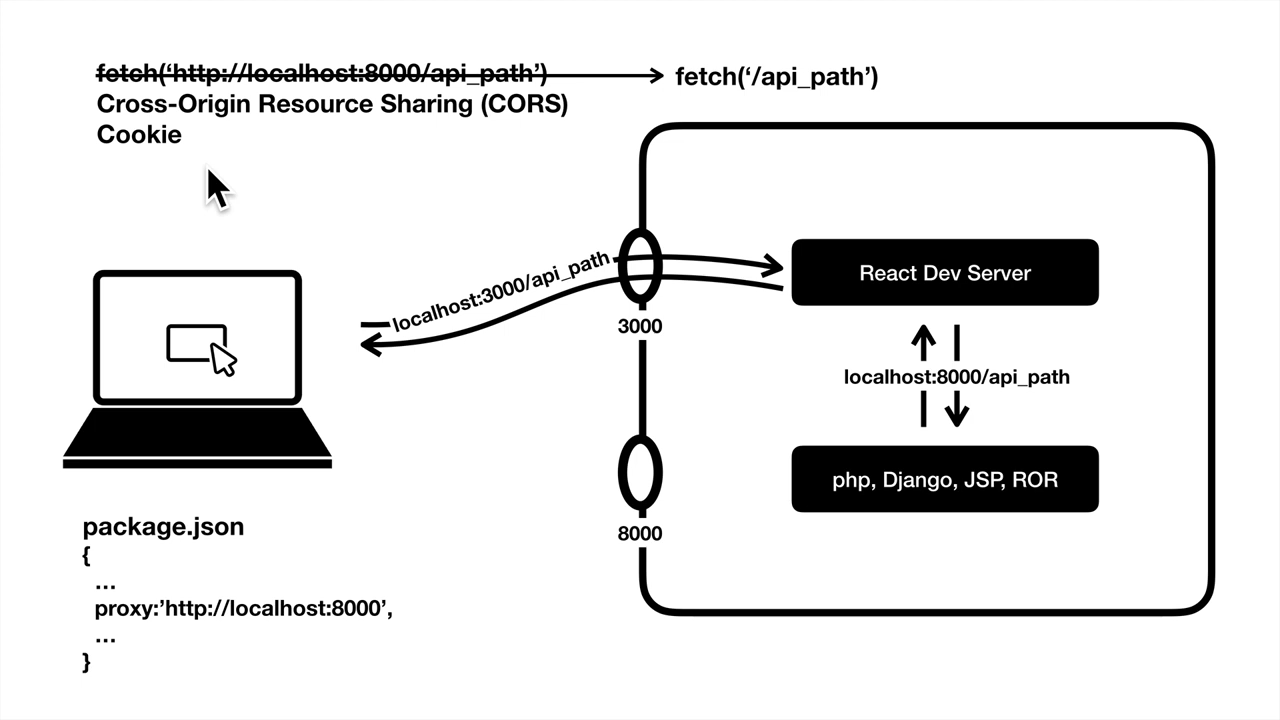 fetch(‘http://localhost:8000/api_path’)
fetch(‘/api_path’)
Cross-Origin Resource Sharing (CORS)
Cookie
localhost:3000/api_path
React Dev Server
3000
localhost:8000/api_path
php, Django, JSP, ROR
8000
package.json
{
...
proxy:’http://localhost:8000’,
...
}